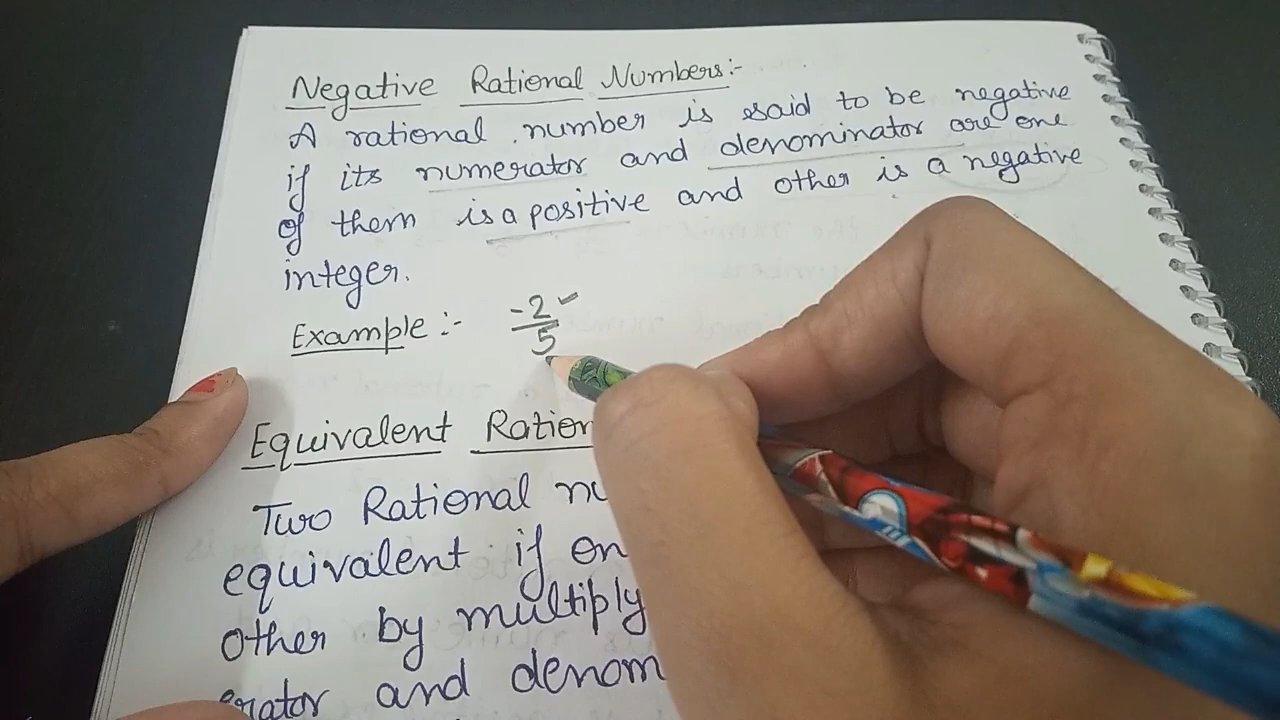 Negative Rational Numbers:-
A rational number is said to be negative
if its numerator and denominator are one
of them is a positive and other is a negative
integer.
Example :- -2/5
Equivalent Ration
Two Rational nu
equivalent if on
other by multiply
erator and denom